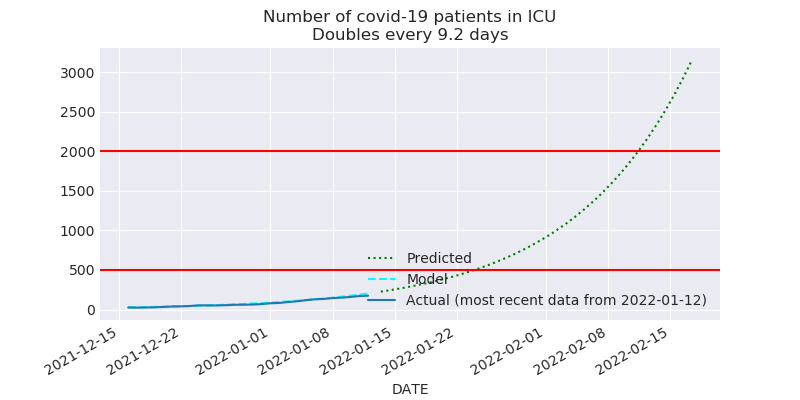 Number of covid-19 patients in ICU
Doubles every 9.2 days
3000
2500
2000
1500
1000
500
0
Predicted
Model
Actual (most recent data from 2022-01-12)
2021-12-15
2021-12-22
2022-01-01
2022-01-08
2022-01-15
2022-01-22
2022-02-01
2022-02-08
2022-02-15
DATE